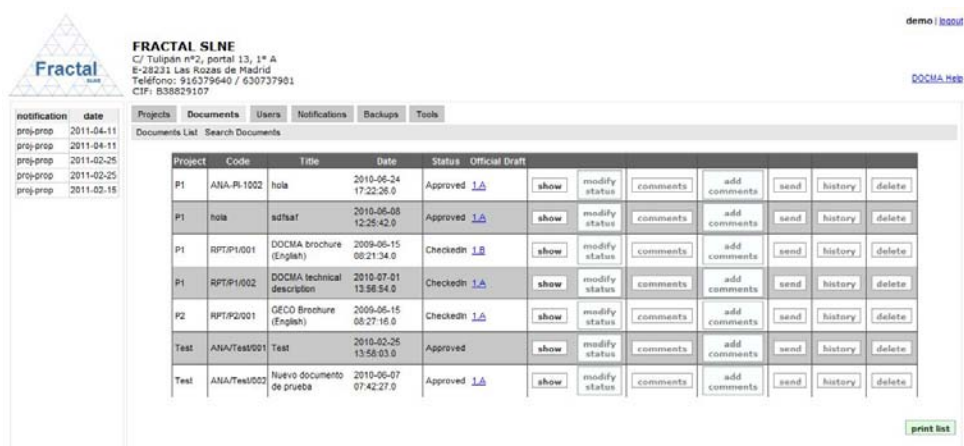 demo | logout
Fractal
SLNE
FRACTAL SLNE
C/ Tulipán nº2, portal 13, 1º A
E-28231 Las Rozas de Madrid
Teléfono: 916379640 / 630737901
CIF: B38829107
DOCMA Help
notification date
proj-prop 2011-04-11
proj-prop 2011-04-11
proj-prop 2011-02-25
proj-prop 2011-02-25
proj-prop 2011-02-15
Projects Documents Users Notifications Backups Tools
Documents List Search Documents
Project Code Title Date Status Official Draft
P1 ANA-PI-1002 hola 2010-06-24 17:22:26.0 Approved 1.A show modify status comments add comments send history delete
P1 hola sdfsaf 2010-06-08 12:25:42.0 Approved 1.A show modify status comments add comments send history delete
P1 RPT/P1/001 DOCMA brochure (English) 2009-06-15 08:21:34.0 CheckedIn 1.B show modify status comments add comments send history delete
P1 RPT/P1/002 DOCMA technical description 2010-07-01 13:56:54.0 CheckedIn 1.A show modify status comments add comments send history delete
P2 RPT/P2/001 GECO Brochure (English) 2009-06-15 08:27:16.0 CheckedIn 1.A show modify status comments add comments send history delete
Test ANA/Test/001 Test 2010-02-25 13:58:03.0 Approved show modify status comments add comments send history delete
Test ANA/Test/002 Nuevo documento de prueba 2010-06-07 07:42:27.0 Approved 1.A show modify status comments add comments send history delete
print list